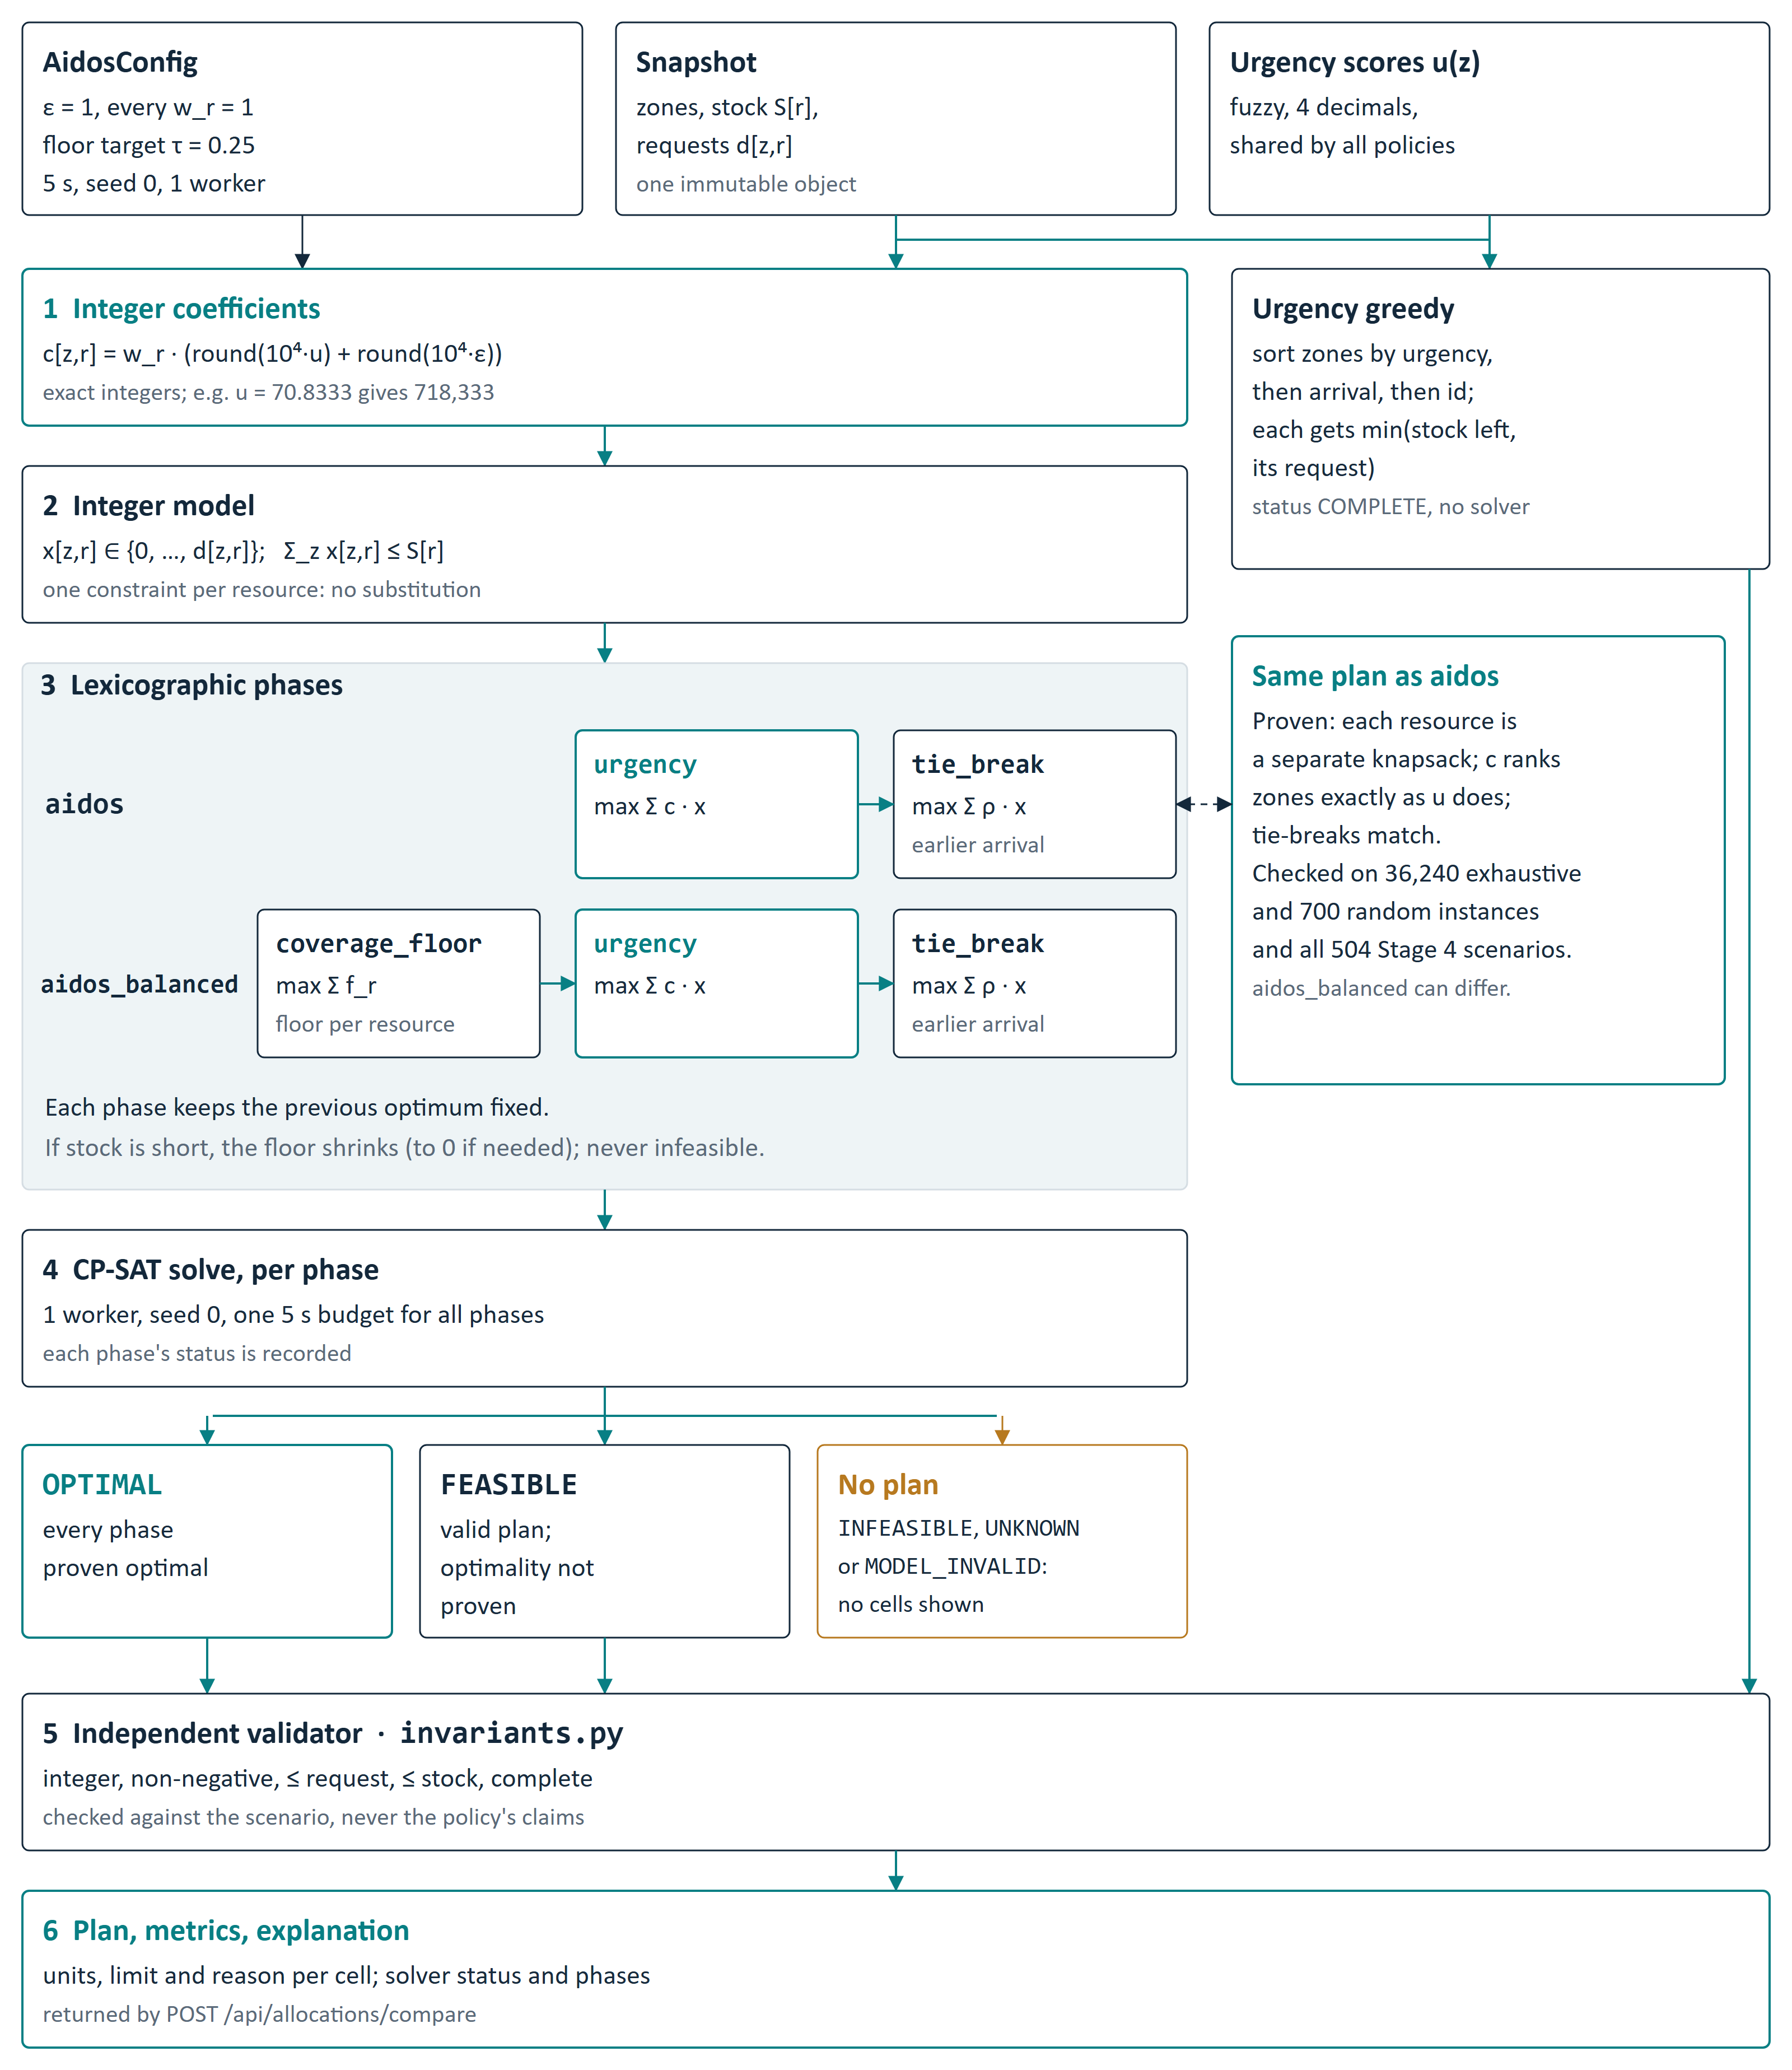 AidosConfig
ε = 1, every w_r = 1
floor target τ = 0.25
5 s, seed 0, 1 worker
Snapshot
zones, stock S[r],
requests d[z,r]
one immutable object
Urgency scores u(z)
fuzzy, 4 decimals,
shared by all policies
1 Integer coefficients
c[z,r] = w_r · (round(10⁴·u) + round(10⁴·ε))
exact integers; e.g. u = 70.8333 gives 718,333
Urgency greedy
sort zones by urgency,
then arrival, then id;
each gets min(stock left,
its request)
status COMPLETE, no solver
2 Integer model
x[z,r] ∈ {0, ..., d[z,r]}; Σ_z x[z,r] ≤ S[r]
one constraint per resource: no substitution
3 Lexicographic phases
aidos
urgency
max Σ c · x
tie_break
max Σ ρ · x
earlier arrival
aidos_balanced
coverage_floor
max Σ f_r
floor per resource
urgency
max Σ c · x
tie_break
max Σ ρ · x
earlier arrival
Each phase keeps the previous optimum fixed.
If stock is short, the floor shrinks (to 0 if needed); never infeasible.
Same plan as aidos
Proven: each resource is
a separate knapsack; c ranks
zones exactly as u does;
tie-breaks match.
Checked on 36,240 exhaustive
and 700 random instances
and all 504 Stage 4 scenarios.
aidos_balanced can differ.
4 CP-SAT solve, per phase
1 worker, seed 0, one 5 s budget for all phases
each phase's status is recorded
OPTIMAL
every phase
proven optimal
FEASIBLE
valid plan;
optimality not
proven
No plan
INFEASIBLE, UNKNOWN
or MODEL_INVALID:
no cells shown
5 Independent validator · invariants.py
integer, non-negative, ≤ request, ≤ stock, complete
checked against the scenario, never the policy's claims
6 Plan, metrics, explanation
units, limit and reason per cell; solver status and phases
returned by POST /api/allocations/compare